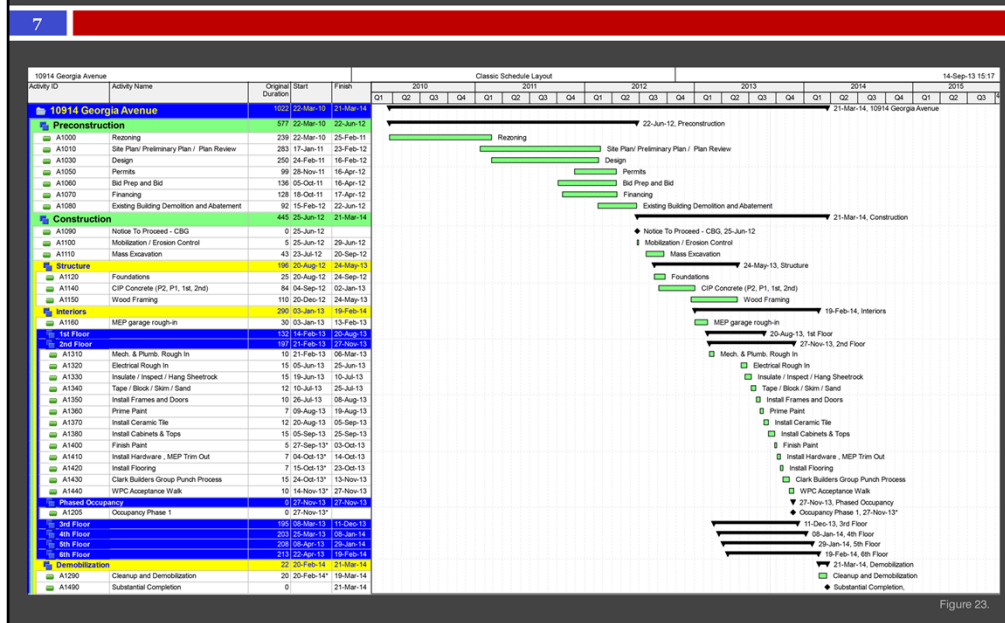 7
10914 Georgia Avenue Classic Schedule Layout 14-Sep-13 15:17
Activity ID Activity Name Original Duration Start Finish 2010 2011 2012 2013 2014 2015
Q1 Q2 Q3 Q4 Q1 Q2 Q3 Q4 Q1 Q2 Q3 Q4 Q1 Q2 Q3 Q4 Q1 Q2 Q3 Q4 Q1 Q2 Q3
10914 Georgia Avenue 1022 22-Mar-10 21-Mar-14 21-Mar-14, 10914 Georgia Avenue
Preconstruction 577 22-Mar-10 22-Jun-12 22-Jun-12, Preconstruction
A1000 Rezoning 239 22-Mar-10 25-Feb-11 Rezoning
A1010 Site Plan/ Preliminary Plan / Plan Review 283 17-Jan-11 23-Feb-12 Site Plan/ Preliminary Plan / Plan Review
A1030 Design 250 24-Feb-11 16-Feb-12 Design
A1050 Permits 99 28-Nov-11 16-Apr-12 Permits
A1060 Bid Prep and Bid 136 05-Oct-11 16-Apr-12 Bid Prep and Bid
A1070 Financing 128 18-Oct-11 17-Apr-12 Financing
A1080 Existing Building Demolition and Abatement 92 15-Feb-12 22-Jun-12 Existing Building Demolition and Abatement
Construction 445 25-Jun-12 21-Mar-14 21-Mar-14, Construction
A1090 Notice To Proceed - CBG 0 25-Jun-12 Notice To Proceed - CBG, 25-Jun-12
A1100 Mobilization / Erosion Control 5 25-Jun-12 29-Jun-12 Mobilization / Erosion Control
A1110 Mass Excavation 43 23-Jul-12 20-Sep-12 Mass Excavation
Structure 196 20-Aug-12 24-May-13 24-May-13, Structure
A1120 Foundations 25 20-Aug-12 24-Sep-12 Foundations
A1140 CIP Concrete (P2, P1, 1st, 2nd) 84 04-Sep-12 02-Jan-13 CIP Concrete (P2, P1, 1st, 2nd)
A1150 Wood Framing 110 20-Dec-12 24-May-13 Wood Framing
Interiors 290 03-Jan-13 19-Feb-14 19-Feb-14, Interiors
A1160 MEP garage rough-in 30 03-Jan-13 13-Feb-13 MEP garage rough-in
1st Floor 132 14-Feb-13 20-Aug-13 20-Aug-13, 1st Floor
2nd Floor 197 21-Feb-13 27-Nov-13 27-Nov-13, 2nd Floor
A1310 Mech. & Plumb. Rough In 10 21-Feb-13 06-Mar-13 Mech. & Plumb. Rough In
A1320 Electrical Rough In 15 05-Jun-13 25-Jun-13 Electrical Rough In
A1330 Insulate / Inspect / Hang Sheetrock 15 19-Jun-13 10-Jul-13 Insulate / Inspect / Hang Sheetrock
A1340 Tape / Block / Skim / Sand 12 10-Jul-13 25-Jul-13 Tape / Block / Skim / Sand
A1350 Install Frames and Doors 10 26-Jul-13 08-Aug-13 Install Frames and Doors
A1360 Prime Paint 7 09-Aug-13 19-Aug-13 Prime Paint
A1370 Install Ceramic Tile 12 20-Aug-13 05-Sep-13 Install Ceramic Tile
A1380 Install Cabinets & Tops 15 05-Sep-13 25-Sep-13 Install Cabinets & Tops
A1400 Finish Paint 5 27-Sep-13* 03-Oct-13 Finish Paint
A1410 Install Hardware , MEP Trim Out 7 04-Oct-13* 14-Oct-13 Install Hardware , MEP Trim Out
A1420 Install Flooring 7 15-Oct-13* 23-Oct-13 Install Flooring
A1430 Clark Builders Group Punch Process 15 24-Oct-13* 13-Nov-13 Clark Builders Group Punch Process
A1440 WPC Acceptance Walk 10 14-Nov-13* 27-Nov-13 WPC Acceptance Walk
Phased Occupancy 0 27-Nov-13 27-Nov-13 27-Nov-13, Phased Occupancy
A1205 Occupancy Phase 1 0 27-Nov-13* Occupancy Phase 1, 27-Nov-13*
3rd Floor 195 08-Mar-13 11-Dec-13 11-Dec-13, 3rd Floor
4th Floor 203 25-Mar-13 08-Jan-14 08-Jan-14, 4th Floor
5th Floor 208 08-Apr-13 29-Jan-14 29-Jan-14, 5th Floor
6th Floor 213 22-Apr-13 19-Feb-14 19-Feb-14, 6th Floor
Demobilization 22 20-Feb-14 21-Mar-14 21-Mar-14, Demobilization
A1290 Cleanup and Demobilization 20 20-Feb-14* 19-Mar-14 Cleanup and Demobilization
A1490 Substantial Completion 0 21-Mar-14 Substantial Completion,
Figure 23.